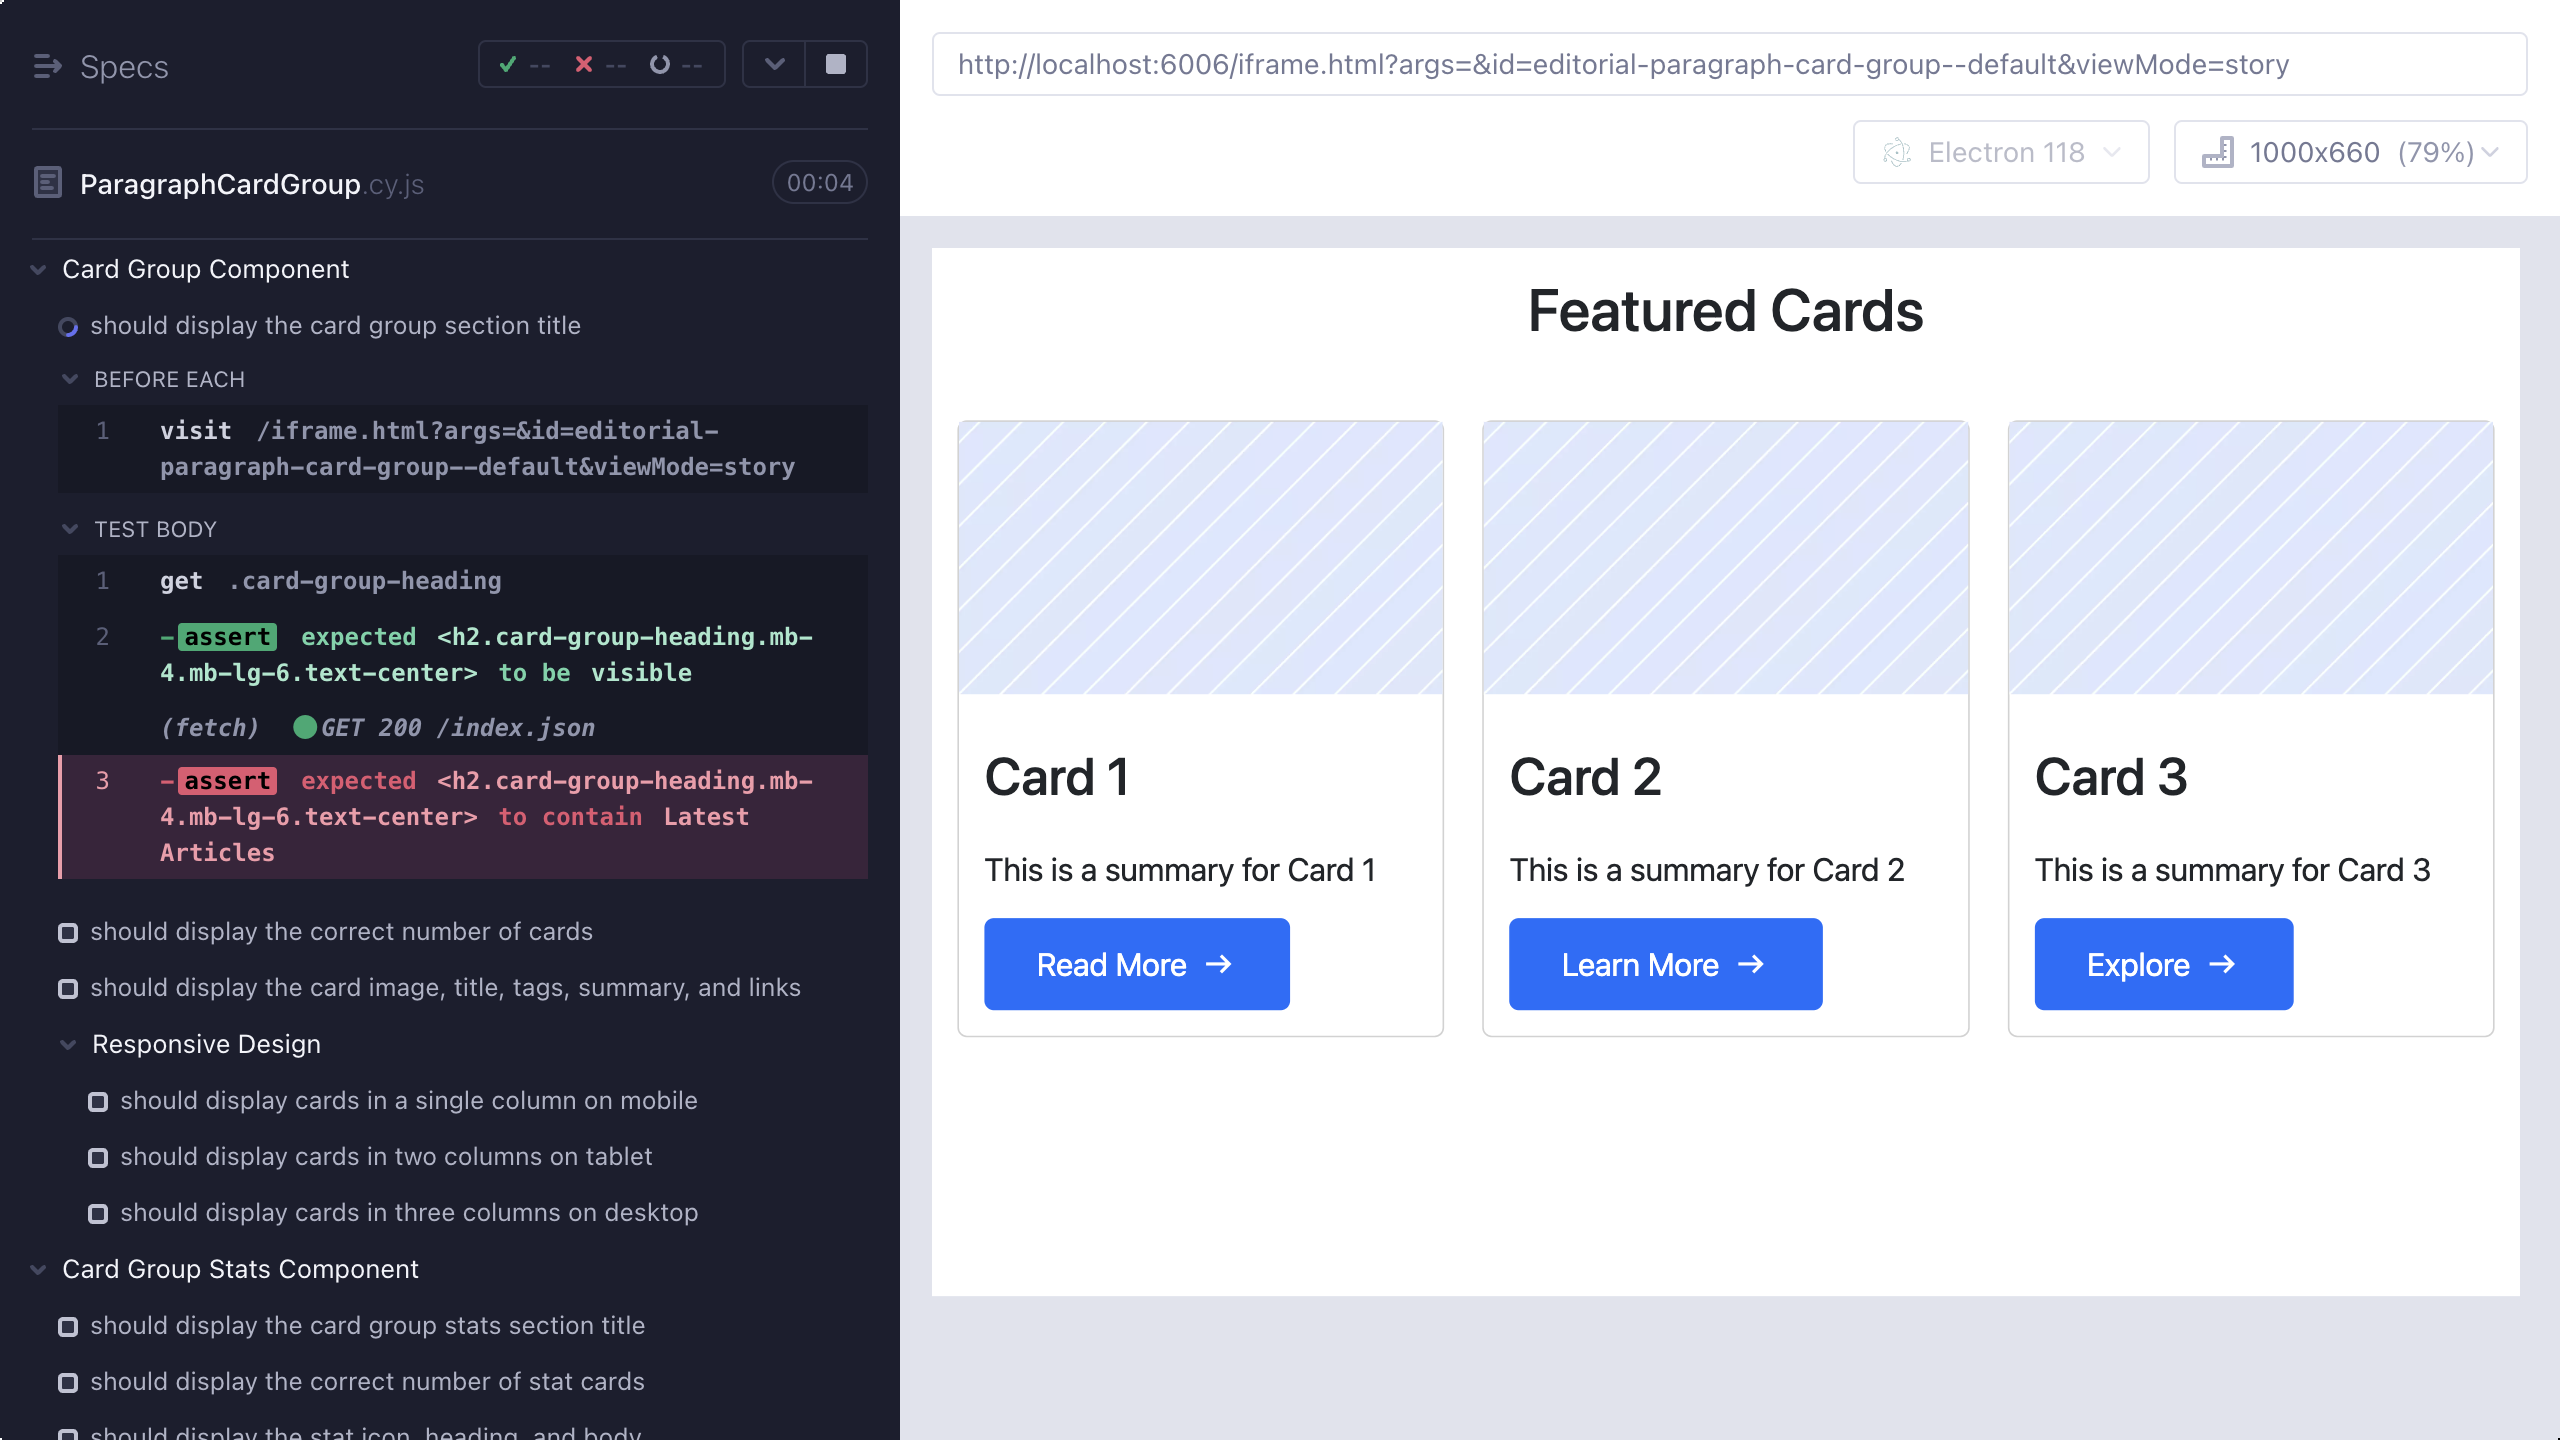 Specs
-- -- --
ParagraphCardGroup.cy.js
00:04
Card Group Component
should display the card group section title
BEFORE EACH
1 visit /iframe.html?args=&id=editorial-
paragraph-card-group--default&viewMode=story
TEST BODY
1 get .card-group-heading
2 -assert expected <h2.card-group-heading.mb-
4.mb-lg-6.text-center> to be visible
(fetch) GET 200 /index.json
3 -assert expected <h2.card-group-heading.mb-
4.mb-lg-6.text-center> to contain Latest
Articles
should display the correct number of cards
should display the card image, title, tags, summary, and links
Responsive Design
should display cards in a single column on mobile
should display cards in two columns on tablet
should display cards in three columns on desktop
Card Group Stats Component
should display the card group stats section title
should display the correct number of stat cards
should display the stat icon, heading, and body
http://localhost:6006/iframe.html?args=&id=editorial-paragraph-card-group--default&viewMode=story
Electron 118
1000x660 (79%)
Featured Cards
Card 1
This is a summary for Card 1
Read More →
Card 2
This is a summary for Card 2
Learn More →
Card 3
This is a summary for Card 3
Explore →